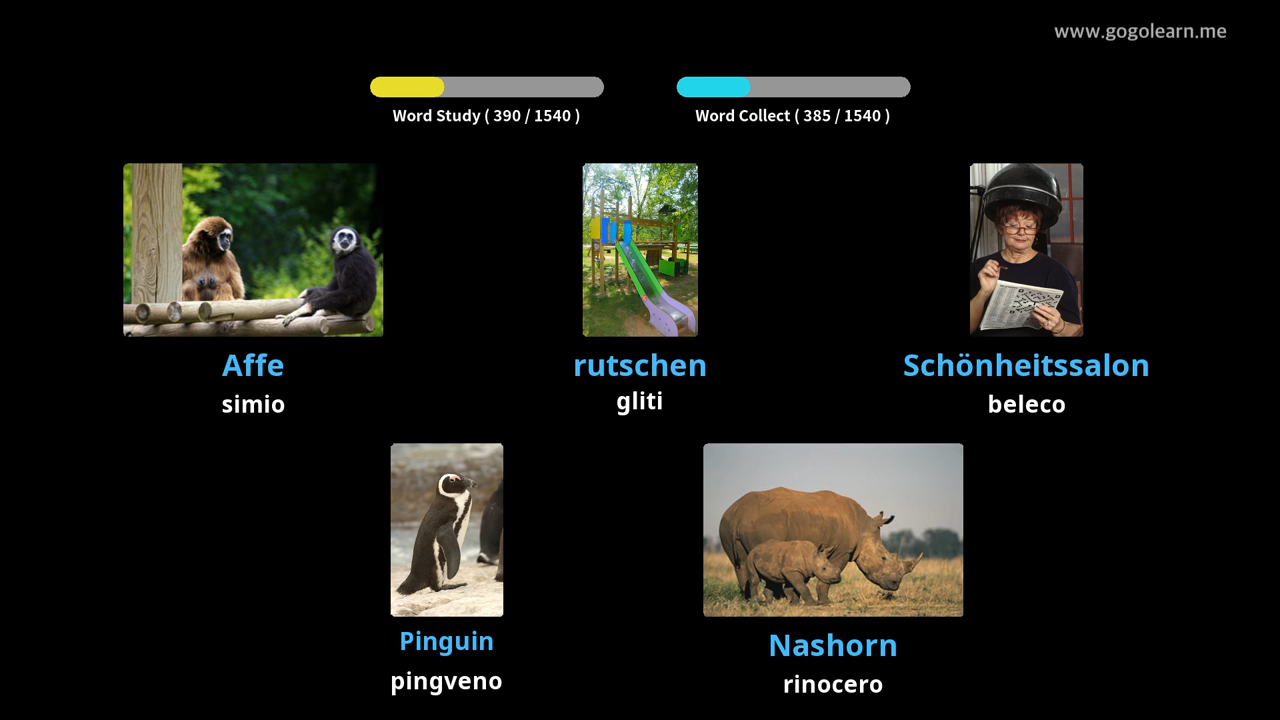 www.gogolearn.me
Word Study ( 390 / 1540 )
Word Collect ( 385 / 1540 )
Affe
simio
rutschen
gliti
Schönheitssalon
beleco
Pinguin
pingveno
Nashorn
rinocero